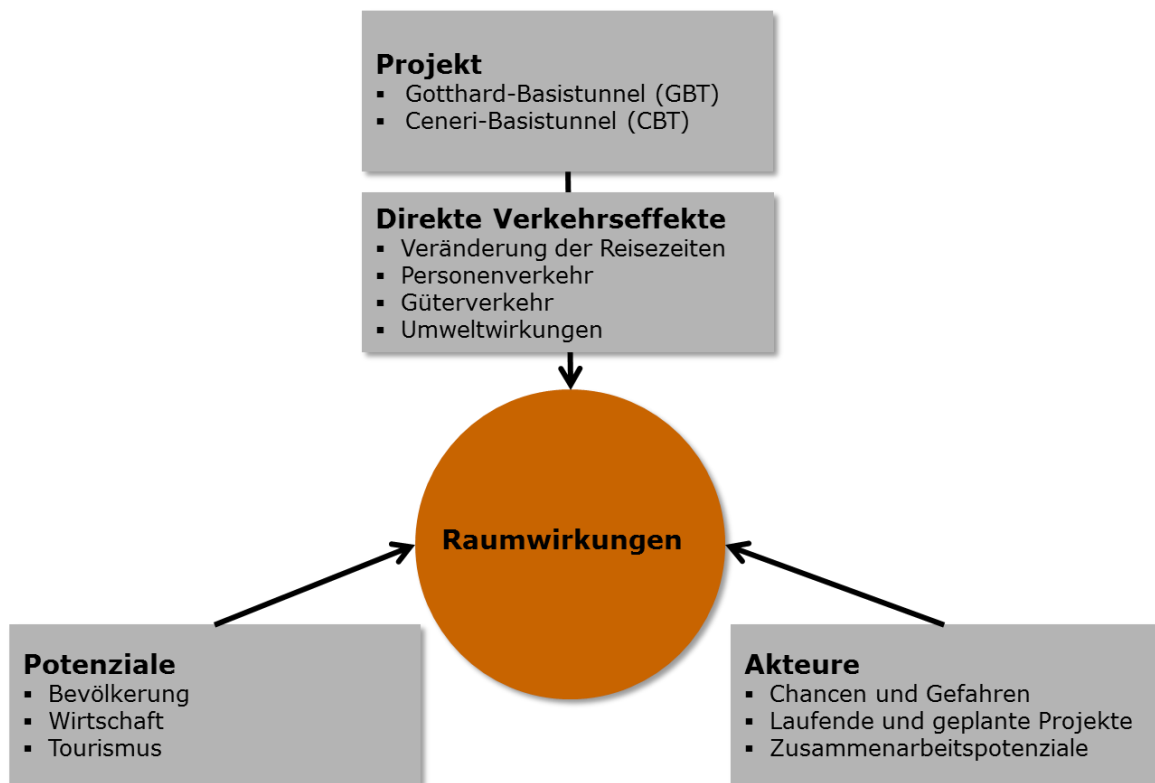 Projekt
▪ Gotthard-Basistunnel (GBT)
▪ Ceneri-Basistunnel (CBT)
Direkte Verkehrseffekte
▪ Veränderung der Reisezeiten
▪ Personenverkehr
▪ Güterverkehr
▪ Umweltwirkungen
Raumwirkungen
Potenziale
▪ Bevölkerung
▪ Wirtschaft
▪ Tourismus
Akteure
▪ Chancen und Gefahren
▪ Laufende und geplante Projekte
▪ Zusammenarbeitspotenziale